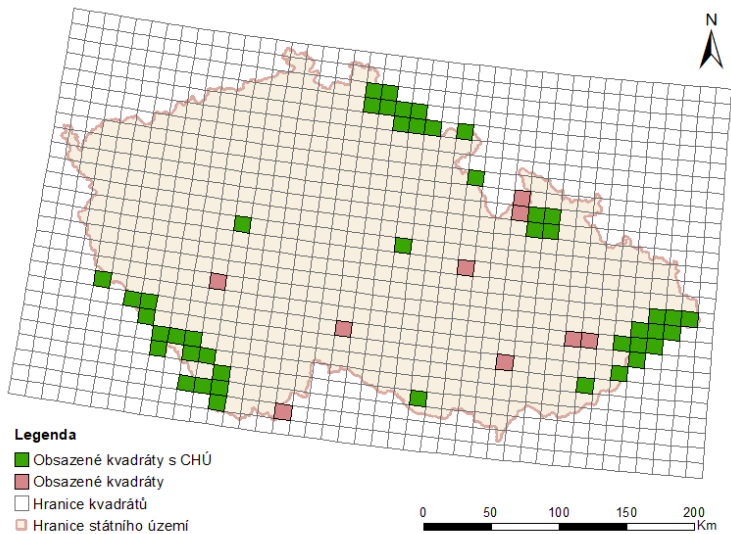 N
Legenda
Obsazené kvadráty s CHÚ
Obsazené kvadráty
Hranice kvadrátů
Hranice státního území
0 50 100 150 200
Km